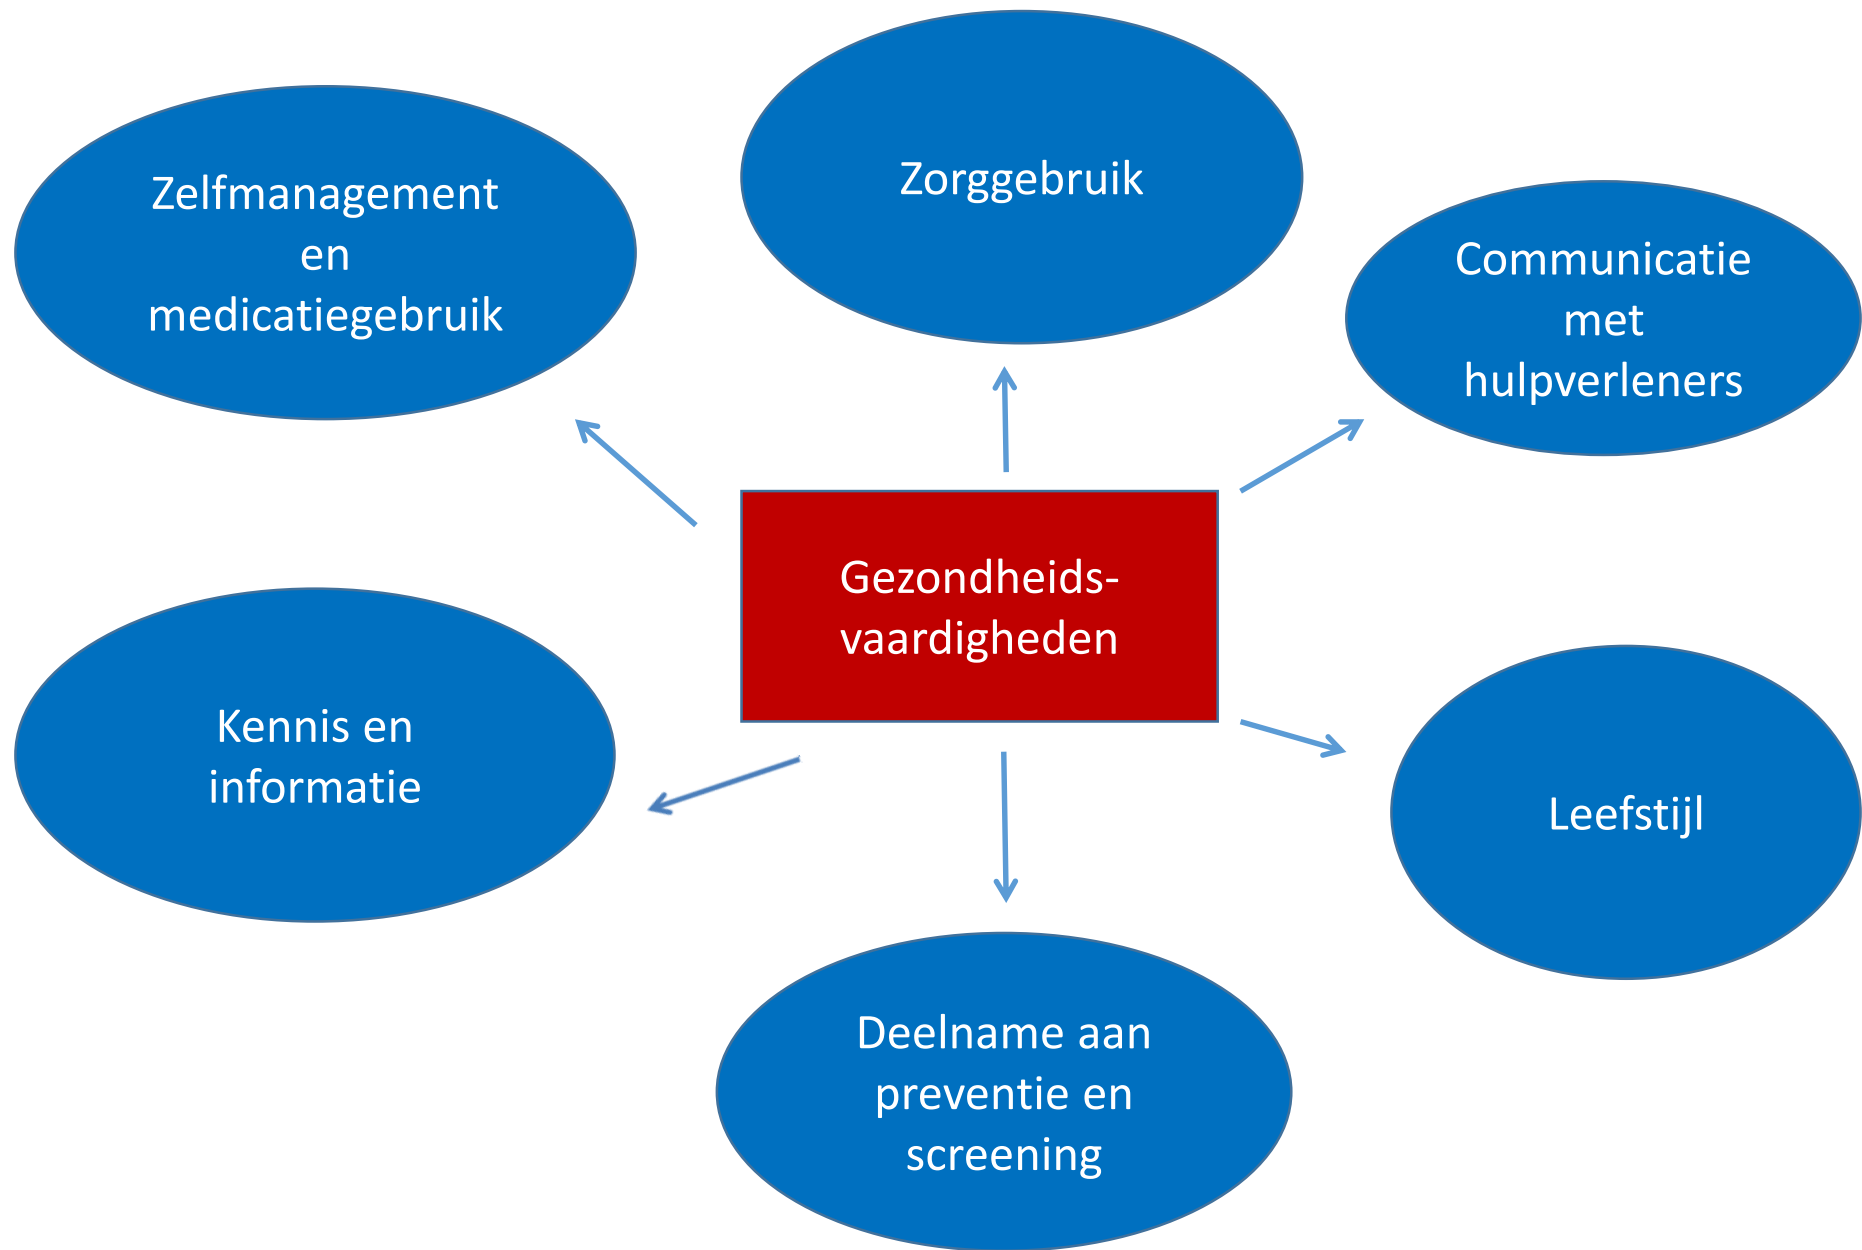 Zorggebruik
Zelfmanagement
en
medicatiegebruik
Communicatie
met
hulpverleners
Gezondheids-
vaardigheden
Kennis en
informatie
Leefstijl
Deelname aan
preventie en
screening